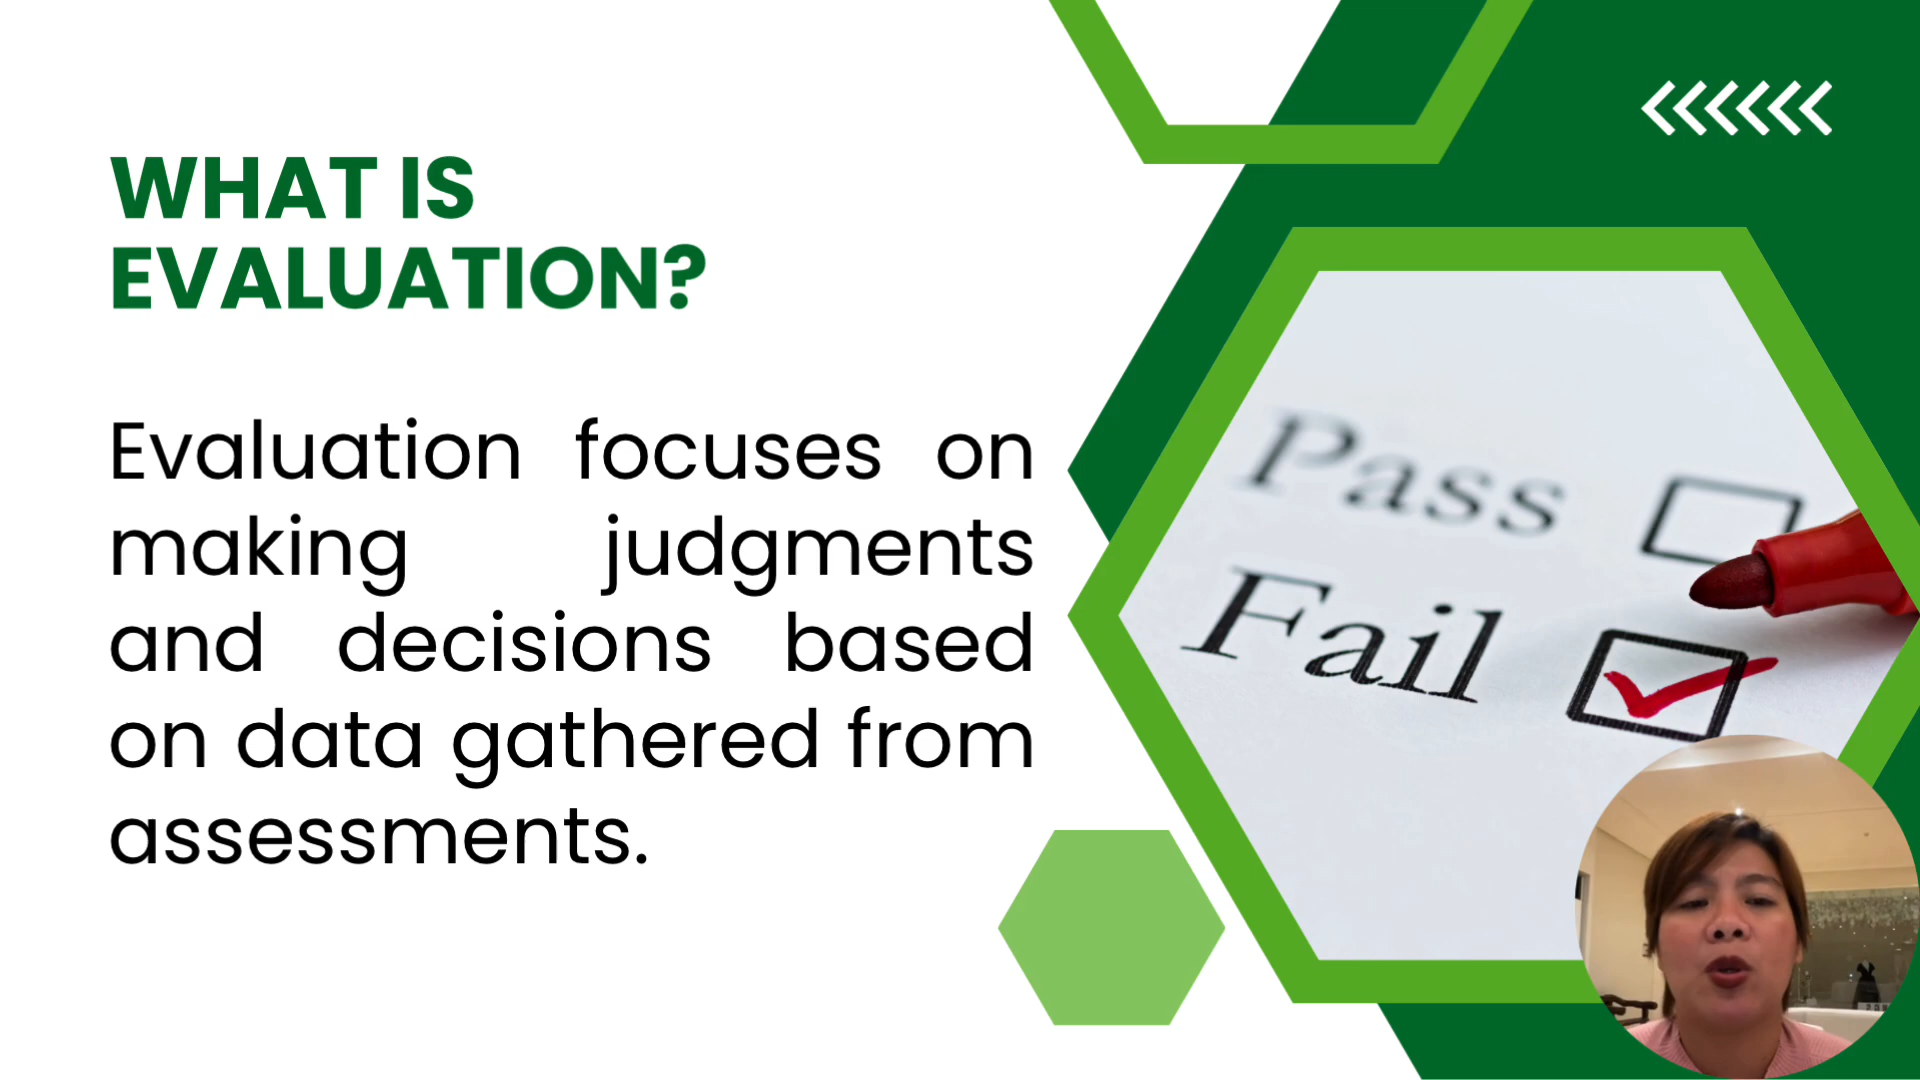 WHAT IS
EVALUATION?
Evaluation focuses on
making judgments
and decisions based
on data gathered from
assessments.
Pass
Fail